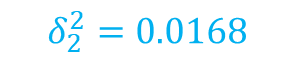 δ₂² = 0.0168